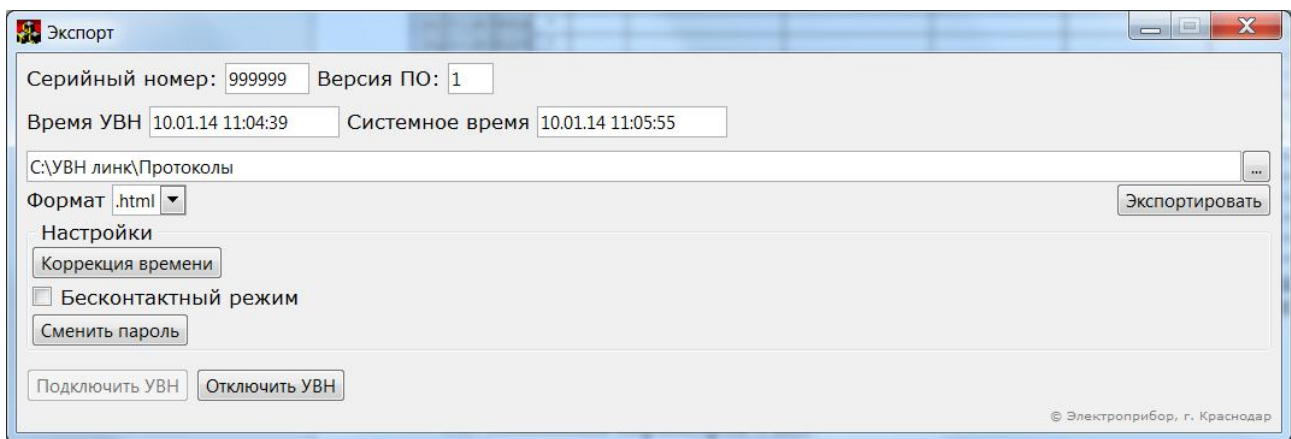 Экспорт
Серийный номер: 999999 Версия ПО: 1
Время УВН 10.01.14 11:04:39 Системное время 10.01.14 11:05:55
C:\УВН линк\Протоколы ...
Формат .html Экспортировать
Настройки
Коррекция времени
Бесконтактный режим
Сменить пароль
Подключить УВН Отключить УВН
© Электроприбор, г. Краснодар